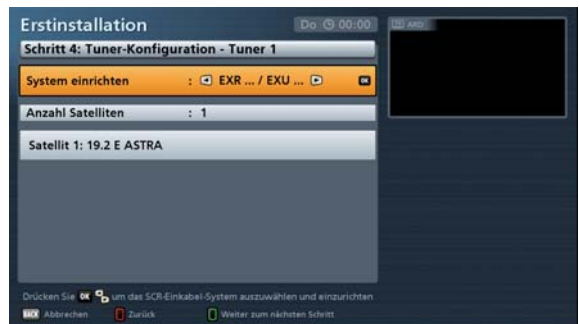 Erstinstallation
Do 00:00
ARD
Schritt 4: Tuner-Konfiguration - Tuner 1
System einrichten : EXR ... / EXU ... OK
Anzahl Satelliten : 1
Satellit 1: 19.2 E ASTRA
Drücken Sie OK um das SCR-Einkabel-System auszuwählen und einzurichten
BACK Abbrechen Zurück Weiter zum nächsten Schritt